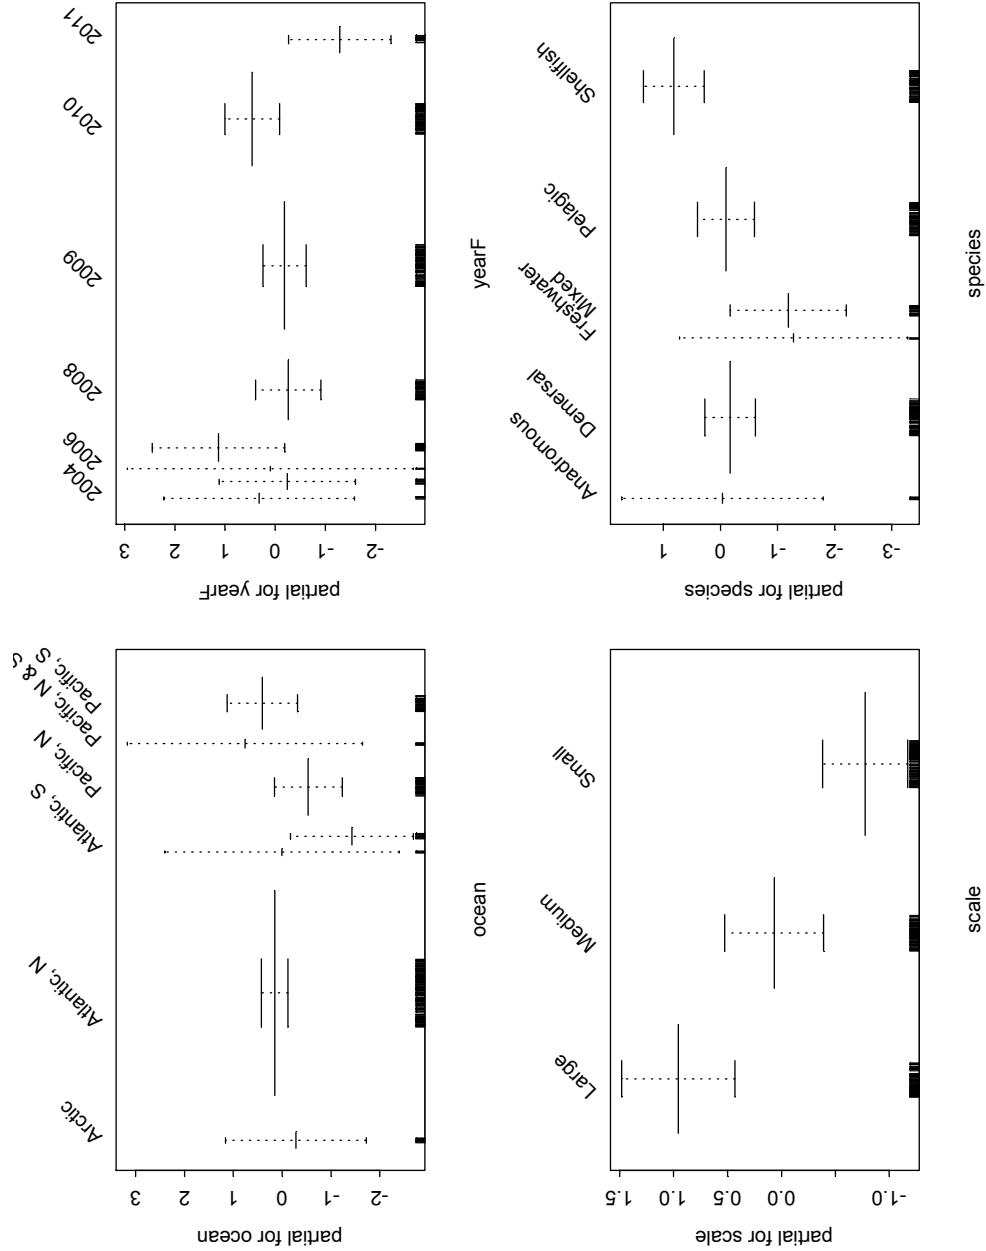 2004
2006
2008
2009
2010
2011
3 2 1 0 -1 -2
partial for yearF
yearF
Anadromous
Demersal
Freshwater
Mixed
Pelagic
Shellfish
1 0 -1 -2 -3
partial for species
species
Arctic
Atlantic, N
Atlantic, S
Pacific, N
Pacific, N & S
Pacific, S
3 2 1 0 -1 -2
partial for ocean
ocean
Large
Medium
Small
1.5 1.0 0.5 0.0 -1.0
partial for scale
scale